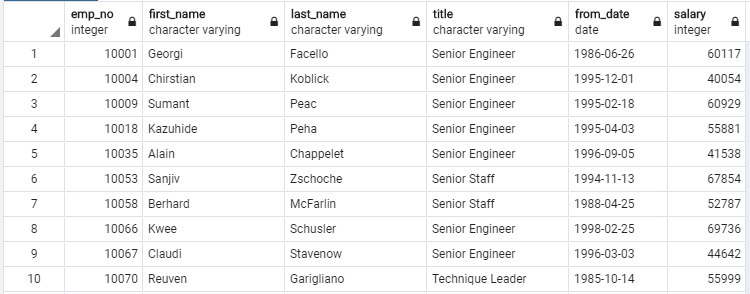 emp_no first_name last_name title from_date salary
integer character varying character varying character varying date integer
1 10001 Georgi Facello Senior Engineer 1986-06-26 60117
2 10004 Chirstian Koblick Senior Engineer 1995-12-01 40054
3 10009 Sumant Peac Senior Engineer 1995-02-18 60929
4 10018 Kazuhide Peha Senior Engineer 1995-04-03 55881
5 10035 Alain Chappelet Senior Engineer 1996-09-05 41538
6 10053 Sanjiv Zschoche Senior Staff 1994-11-13 67854
7 10058 Berhard McFarlin Senior Staff 1988-04-25 52787
8 10066 Kwee Schusler Senior Engineer 1998-02-25 69736
9 10067 Claudi Stavenow Senior Engineer 1996-03-03 44642
10 10070 Reuven Garigliano Technique Leader 1985-10-14 55999